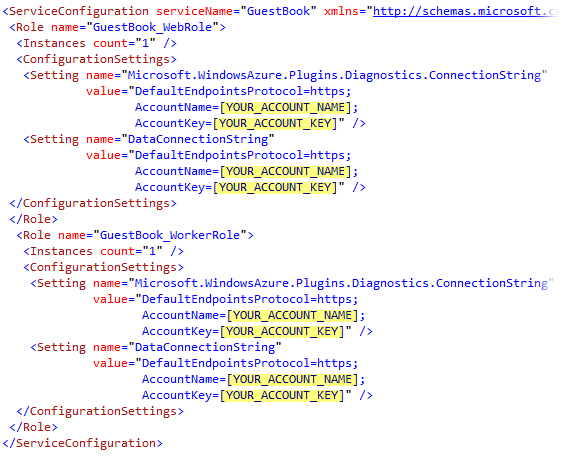 <ServiceConfiguration serviceName="GuestBook" xmlns="http://schemas.microsoft.c
<Role name="GuestBook_WebRole">
<Instances count="1" />
<ConfigurationSettings>
<Setting name="Microsoft.WindowsAzure.Plugins.Diagnostics.ConnectionString"
value="DefaultEndpointsProtocol=https;
AccountName=[YOUR_ACCOUNT_NAME];
AccountKey=[YOUR_ACCOUNT_KEY]" />
<Setting name="DataConnectionString"
value="DefaultEndpointsProtocol=https;
AccountName=[YOUR_ACCOUNT_NAME];
AccountKey=[YOUR_ACCOUNT_KEY]" />
</ConfigurationSettings>
</Role>
<Role name="GuestBook_WorkerRole">
<Instances count="1" />
<ConfigurationSettings>
<Setting name="Microsoft.WindowsAzure.Plugins.Diagnostics.ConnectionString"
value="DefaultEndpointsProtocol=https;
AccountName=[YOUR_ACCOUNT_NAME];
AccountKey=[YOUR_ACCOUNT_KEY]" />
<Setting name="DataConnectionString"
value="DefaultEndpointsProtocol=https;
AccountName=[YOUR_ACCOUNT_NAME];
AccountKey=[YOUR_ACCOUNT_KEY]" />
</ConfigurationSettings>
</Role>
</ServiceConfiguration>